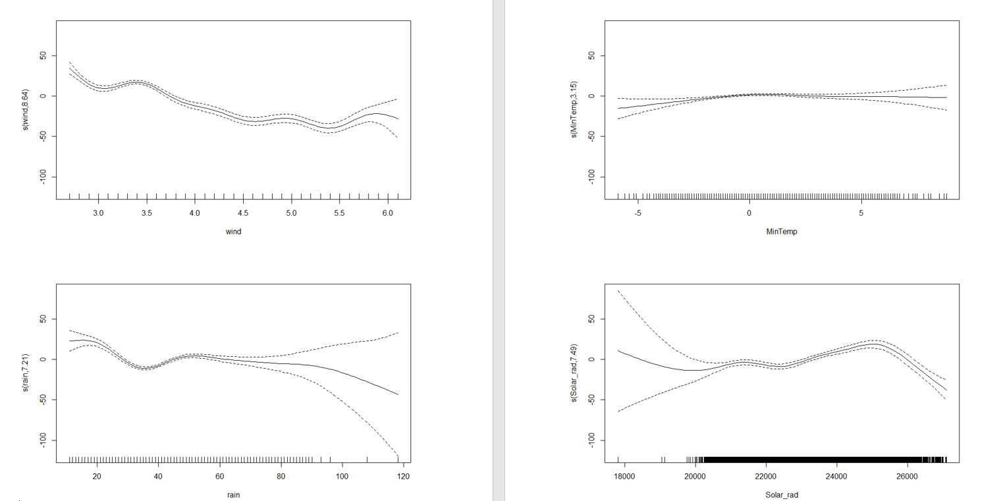 s(wind,8.64)
50
0
-50
-100
3.0 3.5 4.0 4.5 5.0 5.5 6.0
wind
s(MinTemp,3.15)
50
0
-50
-100
-5 0 5
MinTemp
s(rain,7.21)
50
0
-50
-100
20 40 60 80 100 120
rain
s(Solar_rad,7.49)
50
0
-50
-100
18000 20000 22000 24000 26000
Solar_rad